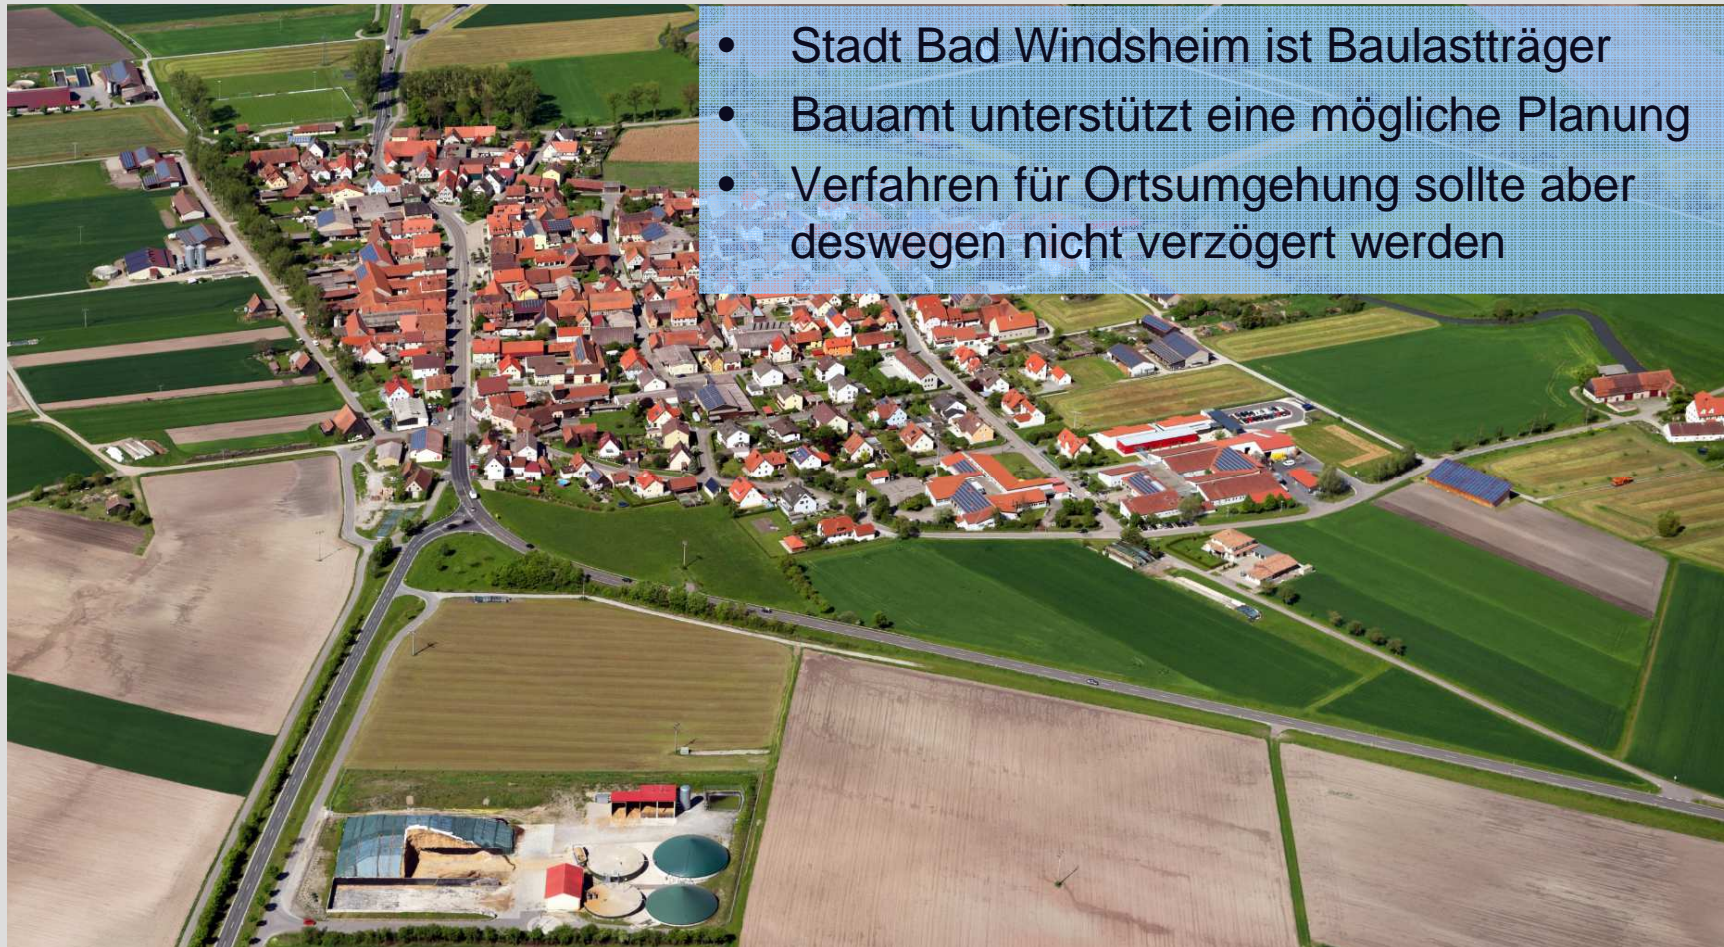 • Stadt Bad Windsheim ist Baulastträger
• Bauamt unterstützt eine mögliche Planung
• Verfahren für Ortsumgehung sollte aber
deswegen nicht verzögert werden